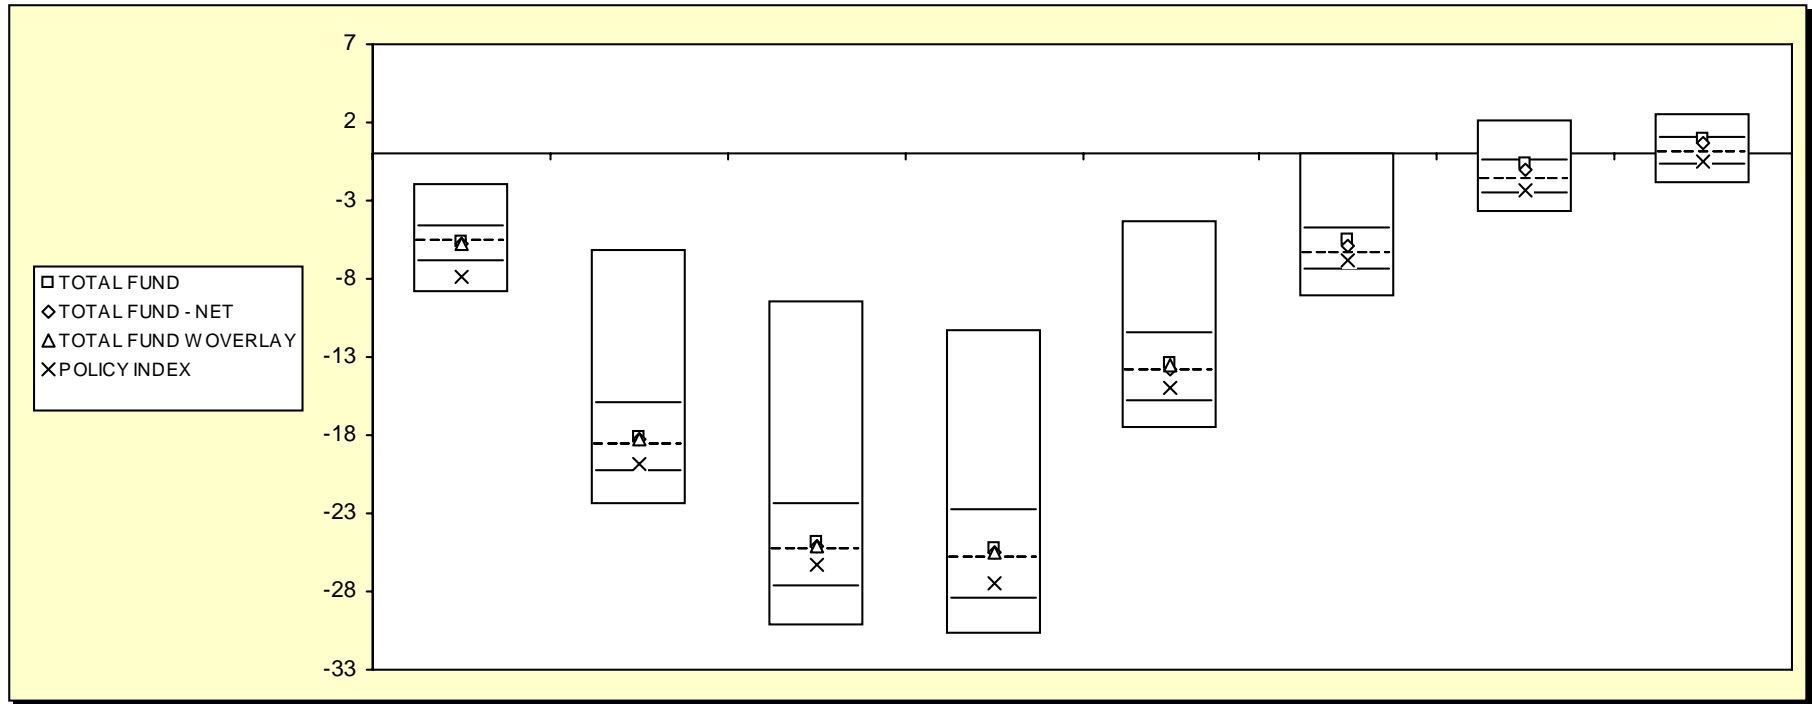 7
2
-3
-8
-13
-18
-23
-28
-33
TOTAL FUND
TOTAL FUND - NET
TOTAL FUND W OVERLAY
POLICY INDEX